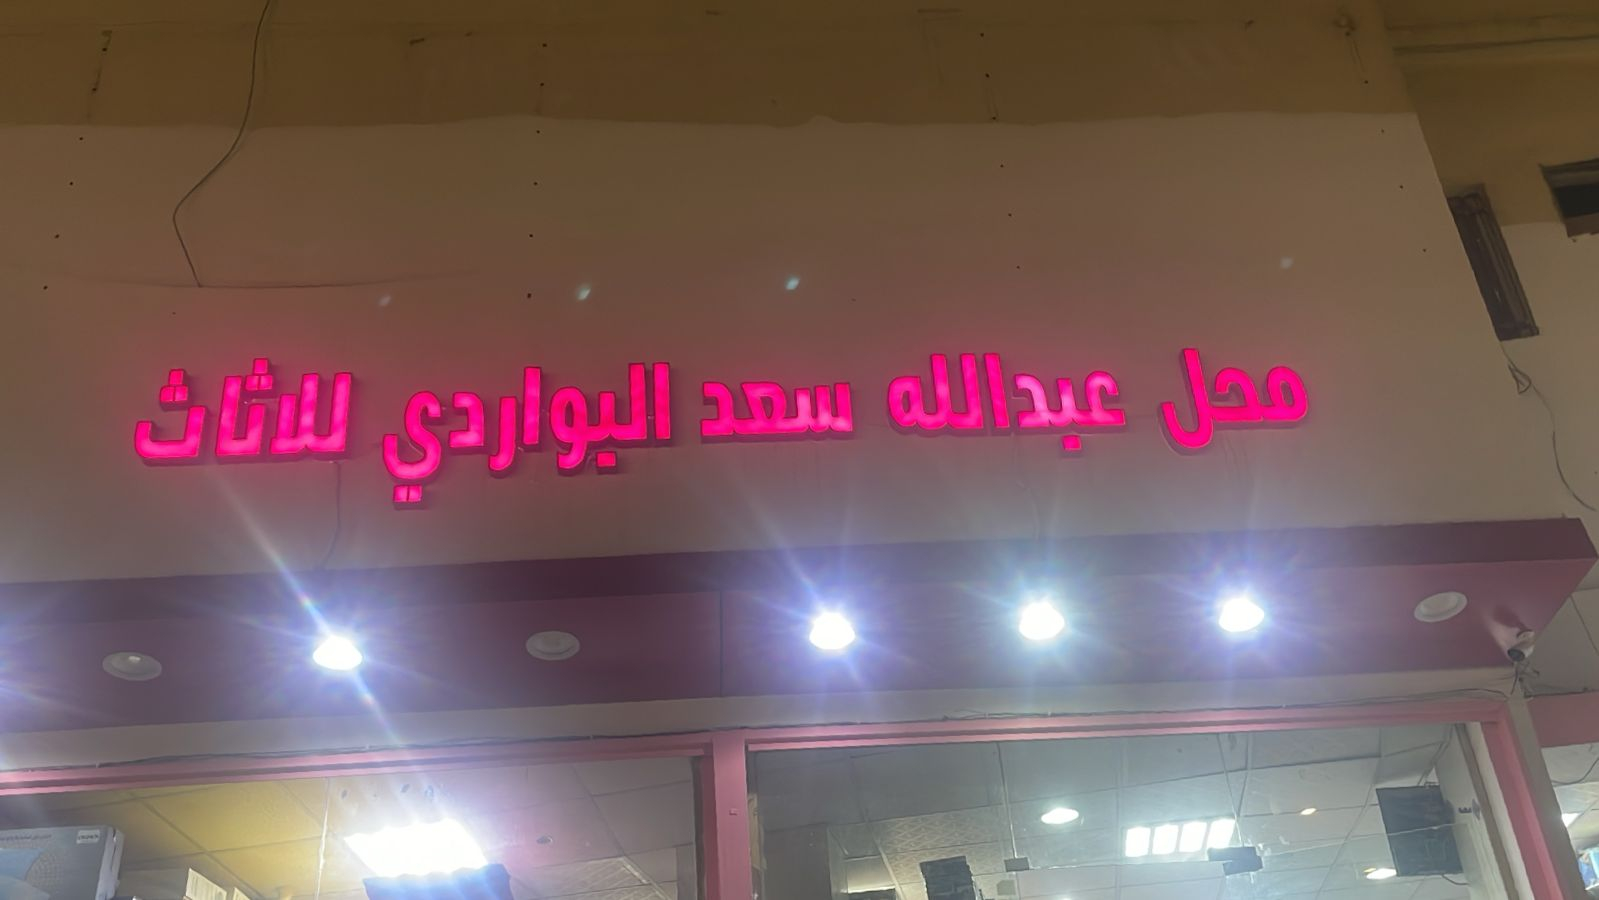 محل عبدالله سعد البواردي للاثاث